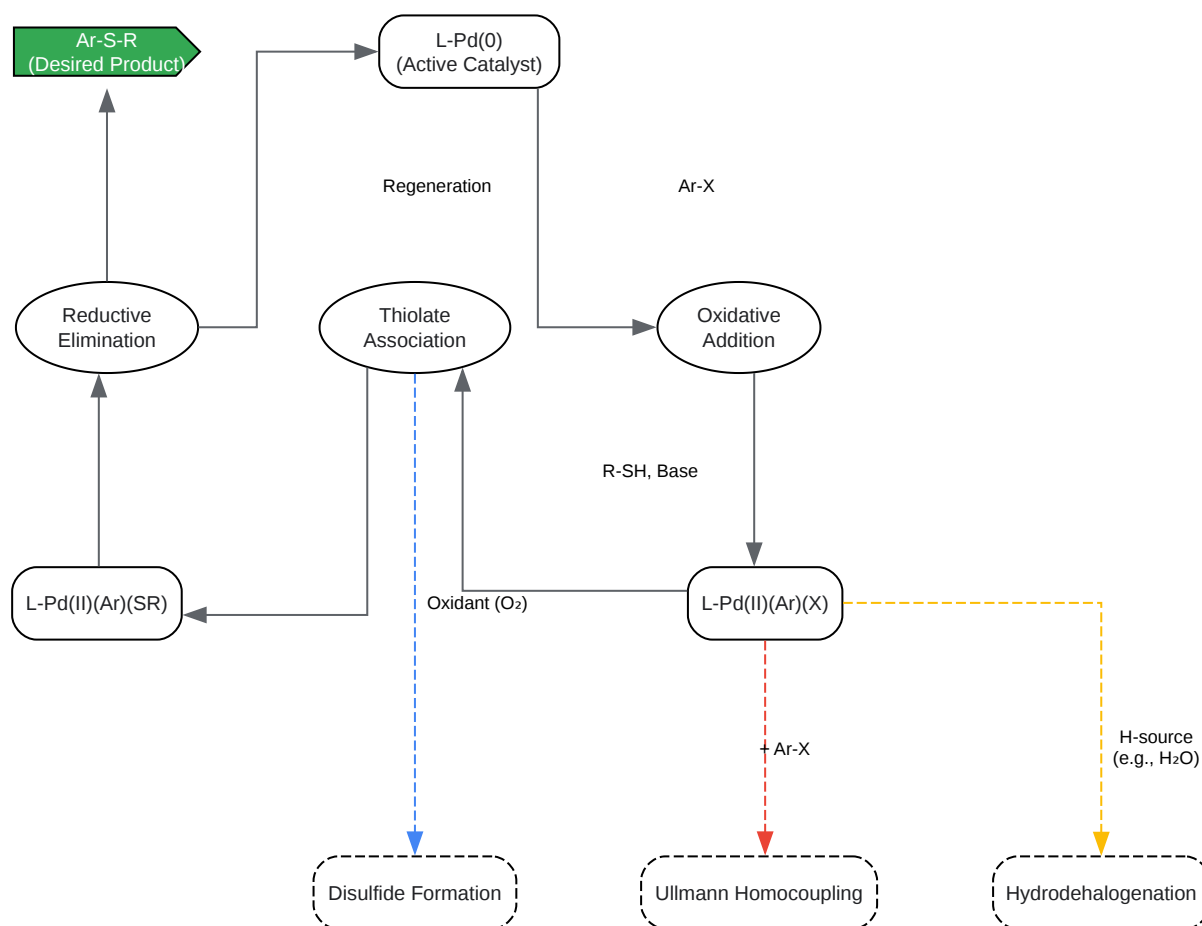 Ar-S-R
(Desired Product)
L-Pd(0)
(Active Catalyst)
Regeneration
Ar-X
Reductive
Elimination
Thiolate
Association
Oxidative
Addition
R-SH, Base
L-Pd(II)(Ar)(SR)
Oxidant (O₂)
L-Pd(II)(Ar)(X)
+ Ar-X
H-source
(e.g., H₂O)
Disulfide Formation
Ullmann Homocoupling
Hydrodehalogenation